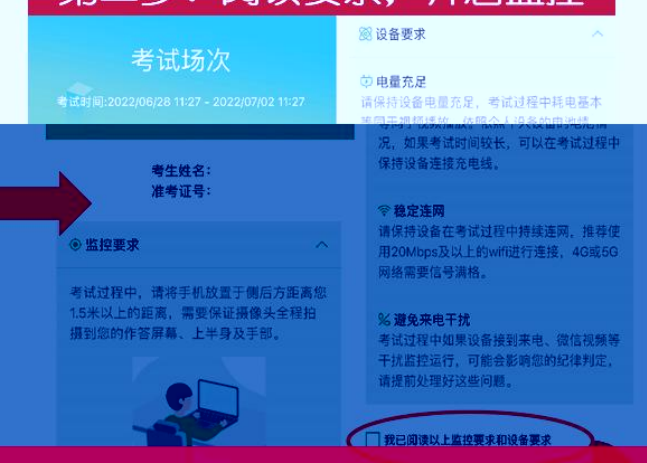 考试场次
考试时间:2022/06/28 11:27 - 2022/07/02 11:27
考生姓名:
准考证号:
监控要求
考试过程中，请将手机放置于侧后方距离您
1.5米以上的距离，需要保证摄像头全程拍
摄到您的作答屏幕、上半身及手部。
设备要求
电量充足
请保持设备电量充足，考试过程中耗电基本
况，如果考试时间较长，可以在考试过程中
保持设备连接充电线。
稳定连网
请保持设备在考试过程中持续连网，推荐使
用20Mbps及以上的wifi进行连接，4G或5G
网络需要信号满格。
避免来电干扰
考试过程中如果设备接到来电、微信视频等
干扰监控运行，可能会影响您的纪律判定，
请提前处理好这些问题。
我已阅读以上监控要求和设备要求